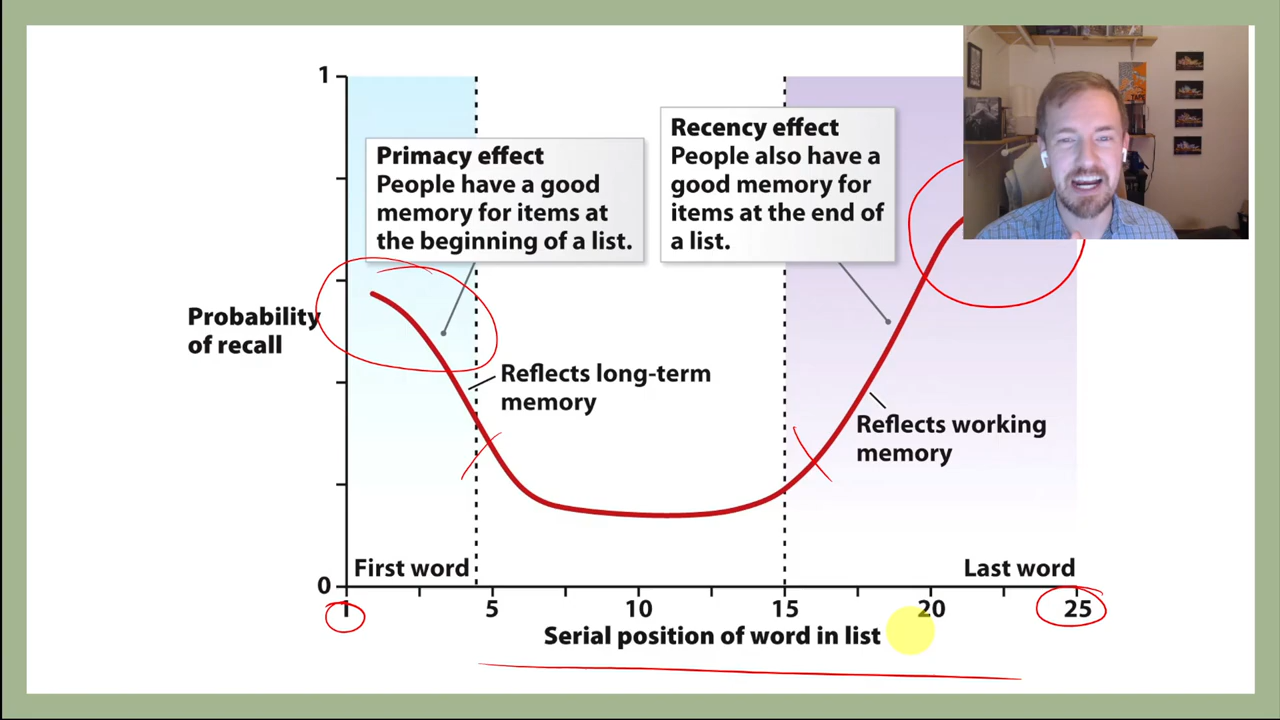 1
Primacy effect
People have a good
memory for items at
the beginning of a list.
Recency effect
People also have a
good memory for
items at the end of
a list.
Probability
of recall
Reflects long-term
memory
Reflects working
memory
0
First word
Last word
1
5
10
15
20
25
Serial position of word in list